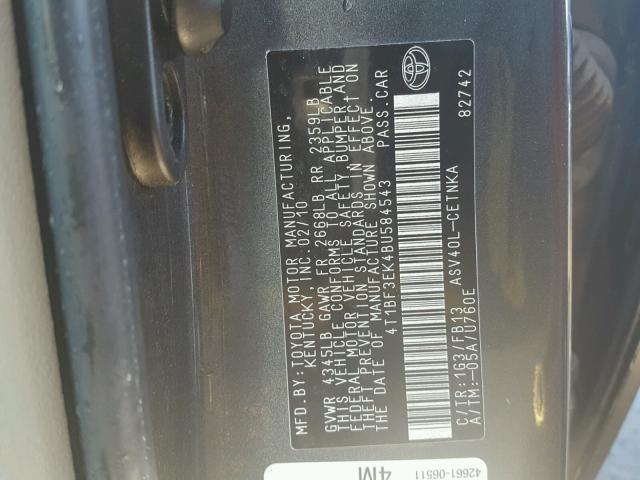 MFD.BY:TOYOTA MOTOR MANUFACTURING,
KENTUCKY, INC. 02/10
GVWR 4345LB GAWR FR 2668LB RR 2359LB
THIS VEHICLE CONFORMS TO ALL APPLICABLE
FEDERAL MOTOR VEHICLE SAFETY, BUMPER, AND
THEFT PREVENTION STANDARDS IN EFFECT ON
THE DATE OF MANUFACTURE SHOWN ABOVE.
4T1BF3EK4BU584543 PASS.CAR
C/TR:1G3/FB13 ASV40L-CETNKA 82742
A/TM:-05A/U760E
42661-06511
4M